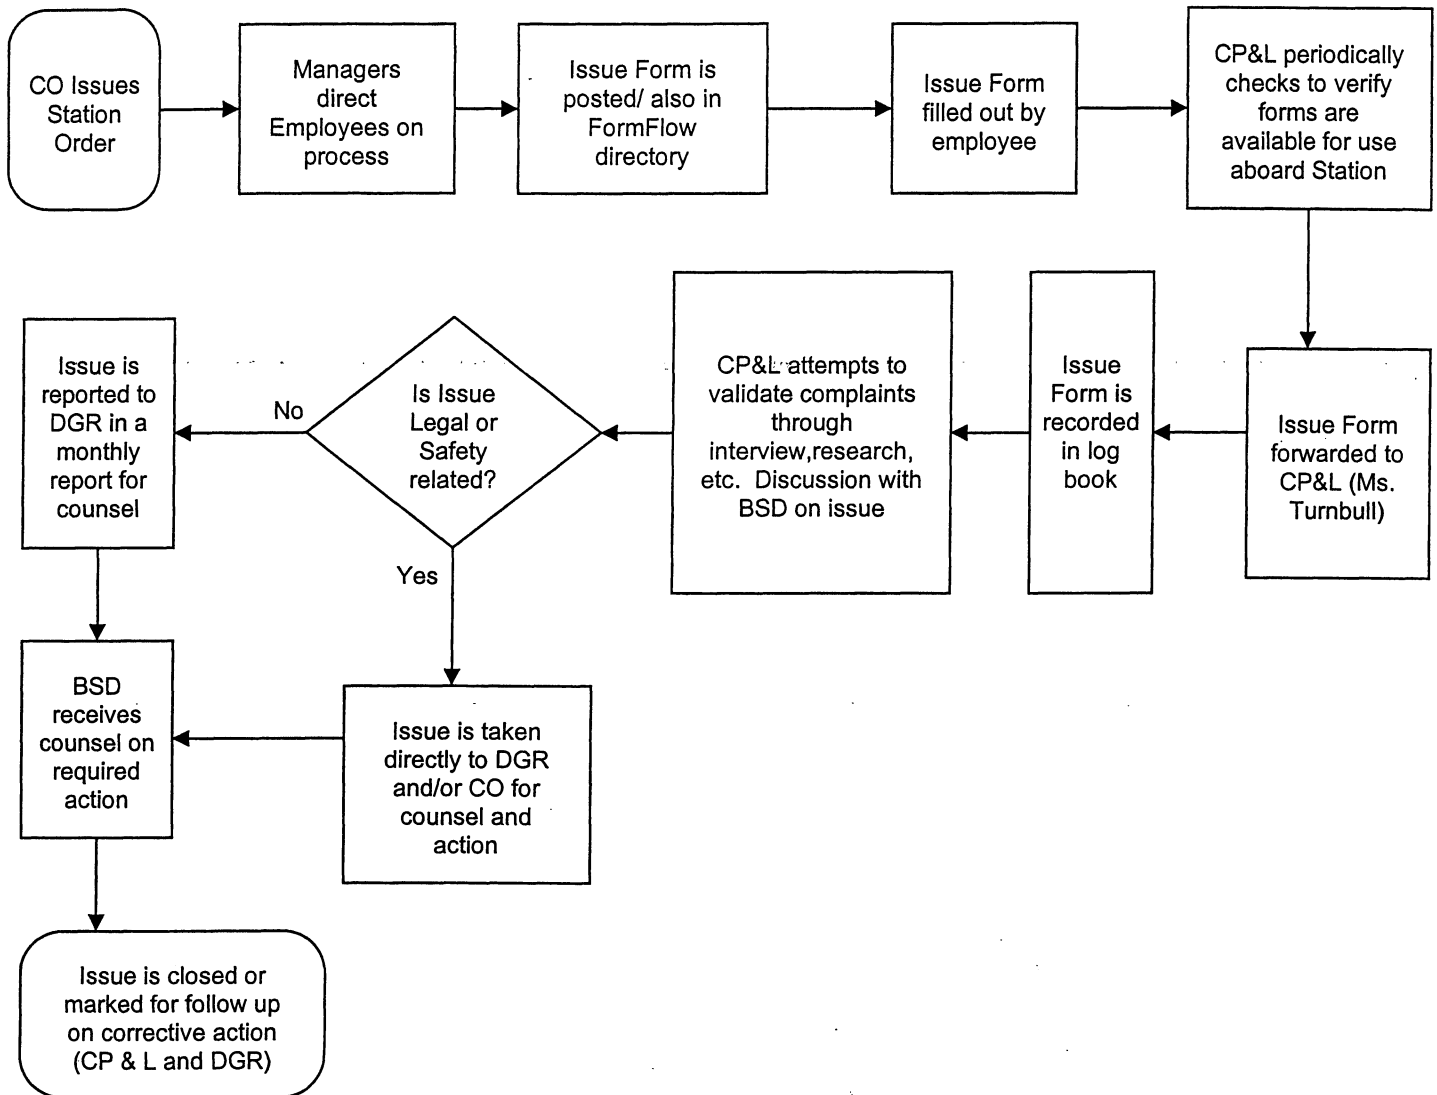 CO Issues
Station
Order
Managers
direct
Employees on
process
Issue Form is
posted/ also in
FormFlow
directory
Issue Form
filled out by
employee
CP&L periodically
checks to verify
forms are
available for use
aboard Station
Issue Form
forwarded to
CP&L (Ms.
Turnbull)
Issue
Form is
recorded
in log
book
CP&L attempts to
validate complaints
through
interview,research,
etc. Discussion with
BSD on issue
Is Issue
Legal or
Safety
related?
No
Yes
Issue is
reported to
DGR in a
monthly
report for
counsel
Issue is taken
directly to DGR
and/or CO for
counsel and
action
BSD
receives
counsel on
required
action
Issue is closed or
marked for follow up
on corrective action
(CP & L and DGR)